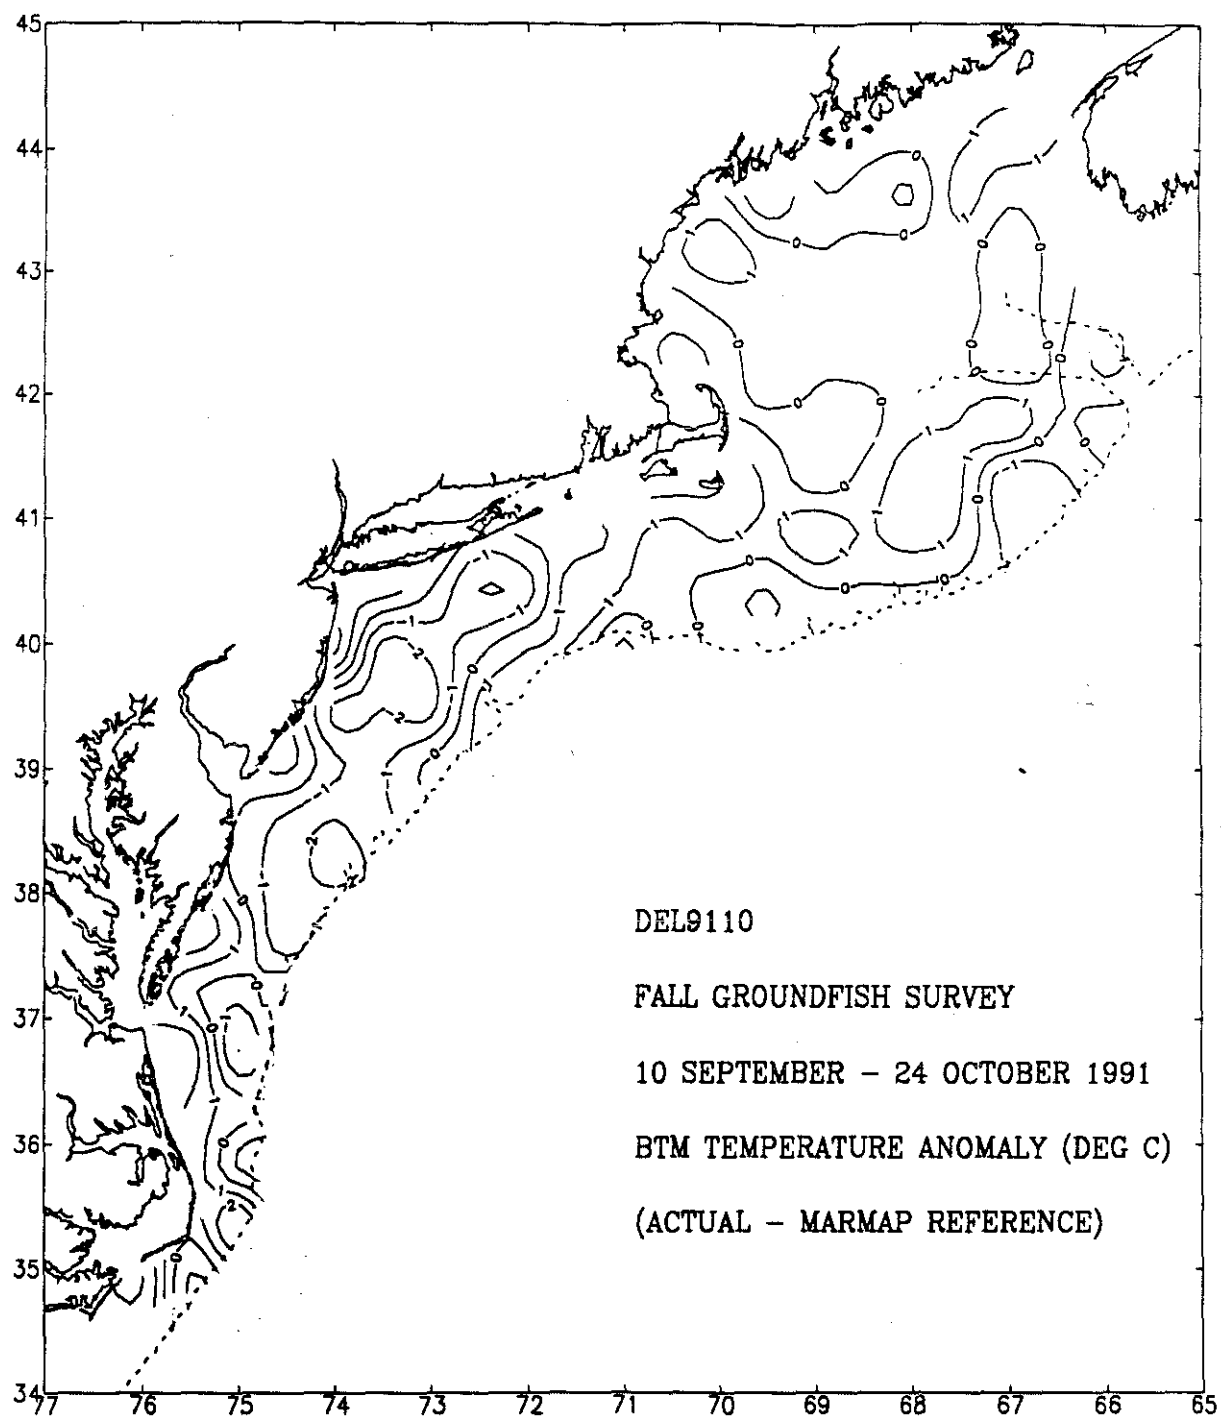 45
44
43
42
41
40
39
38
37
36
35
34
77 76 75 74 73 72 71 70 69 68 67 66 65
DEL9110
FALL GROUNDFISH SURVEY
10 SEPTEMBER - 24 OCTOBER 1991
BTM TEMPERATURE ANOMALY (DEG C)
(ACTUAL - MARMAP REFERENCE)